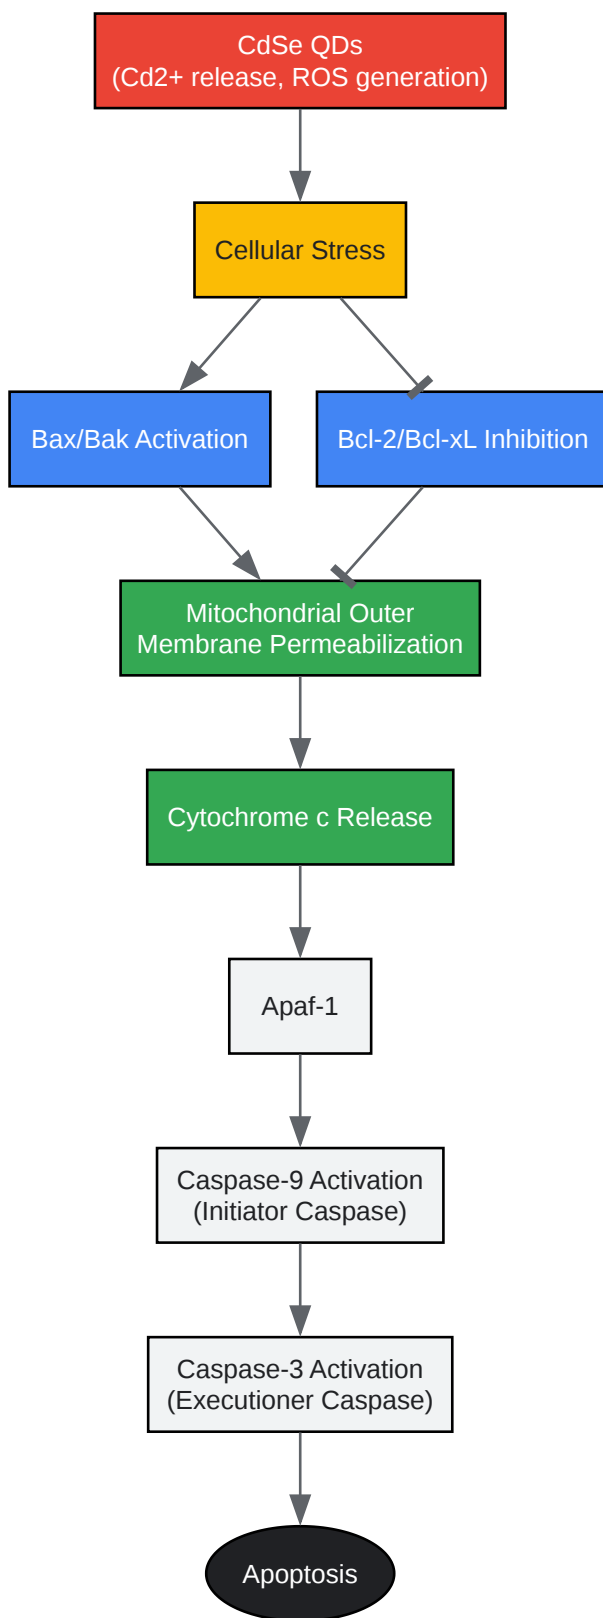 CdSe QDs
(Cd2+ release, ROS generation)
Cellular Stress
Bax/Bak Activation
Bcl-2/Bcl-xL Inhibition
Mitochondrial Outer
Membrane Permeabilization
Cytochrome c Release
Apaf-1
Caspase-9 Activation
(Initiator Caspase)
Caspase-3 Activation
(Executioner Caspase)
Apoptosis